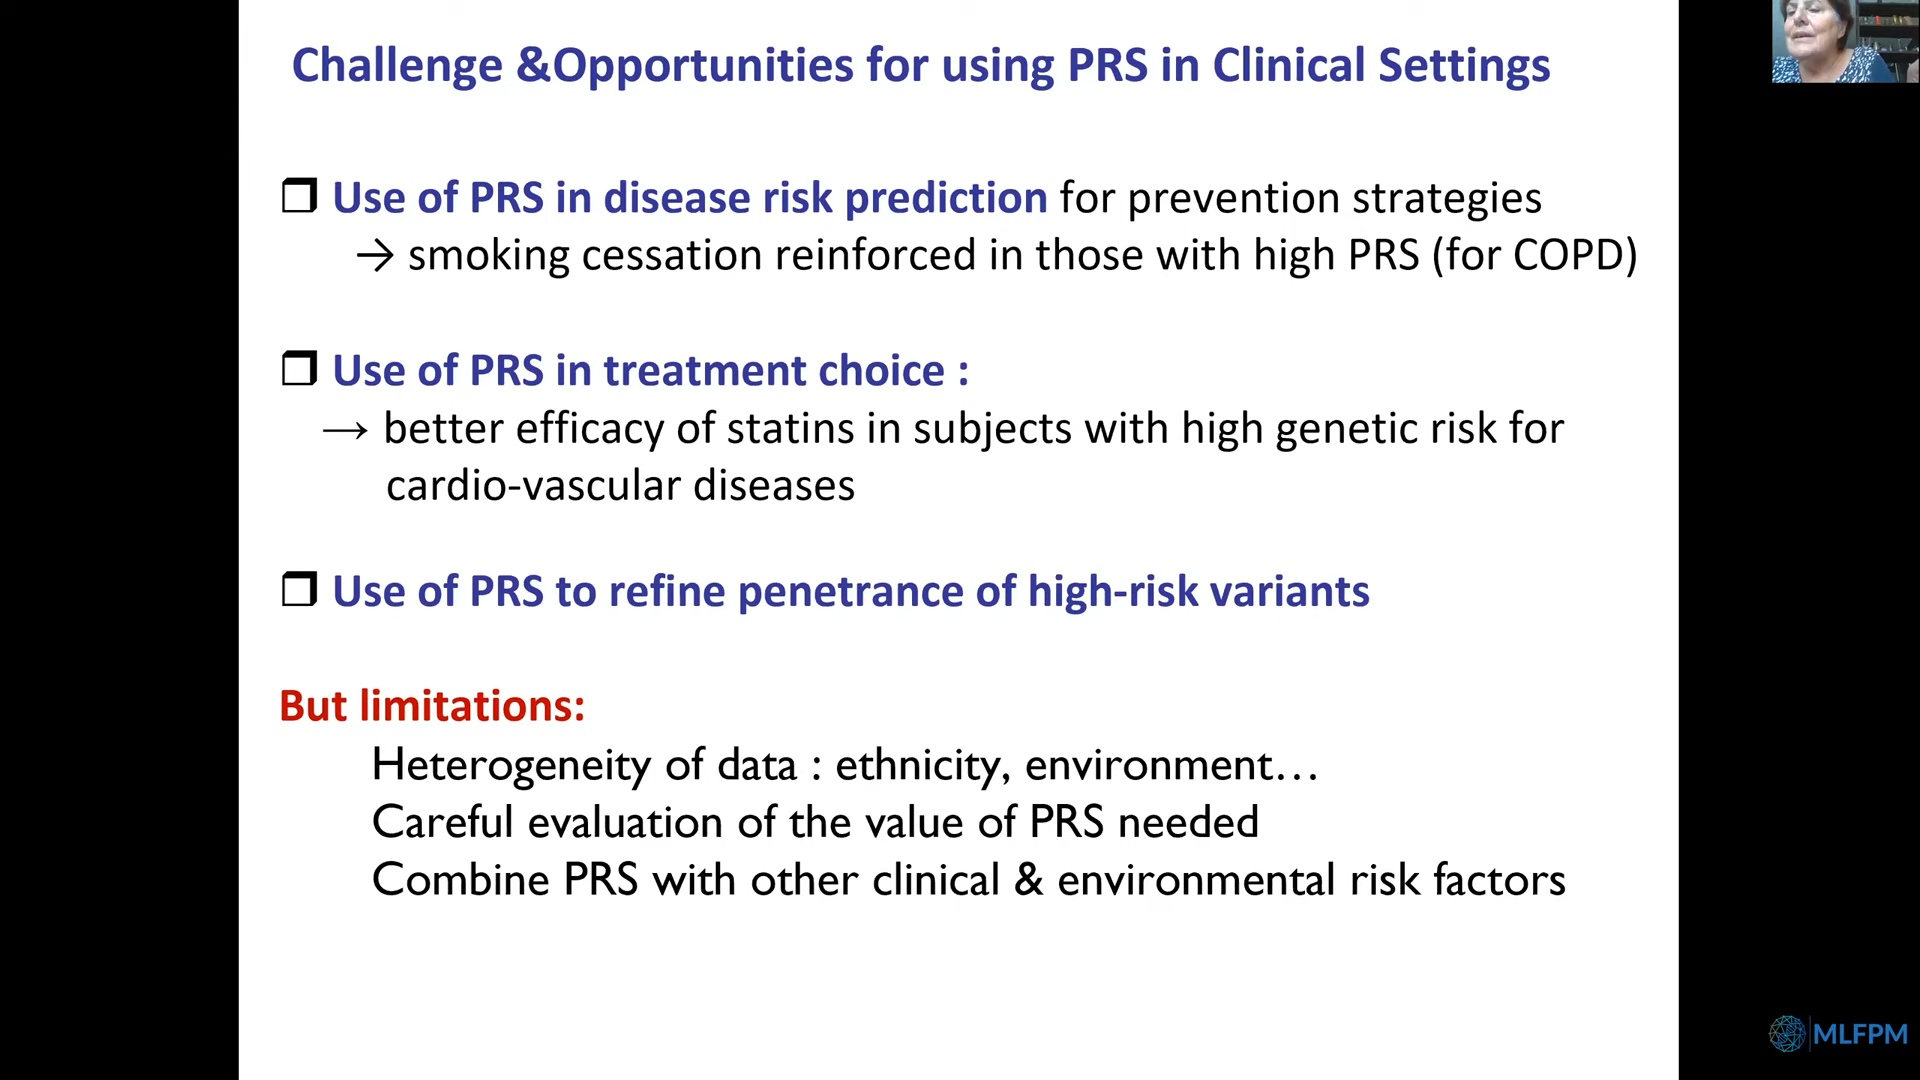 Challenge &Opportunities for using PRS in Clinical Settings
❒ Use of PRS in disease risk prediction for prevention strategies
→ smoking cessation reinforced in those with high PRS (for COPD)
❒ Use of PRS in treatment choice :
→ better efficacy of statins in subjects with high genetic risk for
cardio-vascular diseases
❒ Use of PRS to refine penetrance of high-risk variants
But limitations:
Heterogeneity of data : ethnicity, environment…
Careful evaluation of the value of PRS needed
Combine PRS with other clinical & environmental risk factors
MLFPM